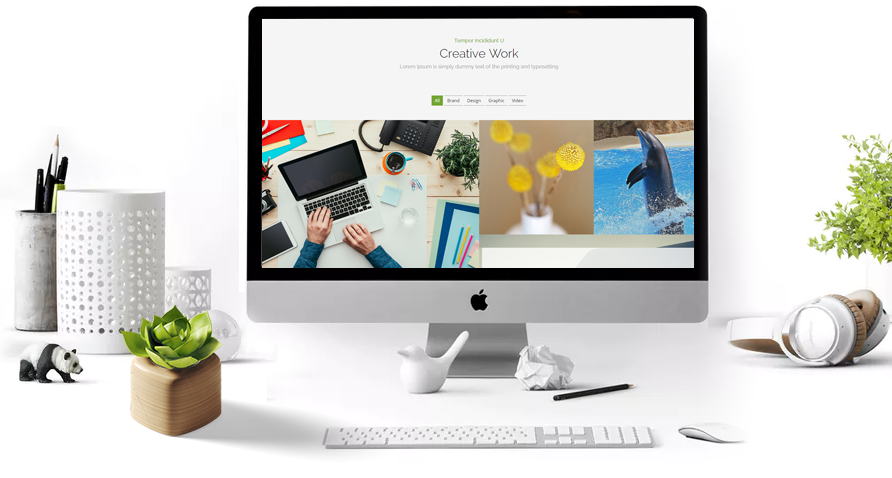 Tempor Incididunt U
Creative Work
Lorem Ipsum is simply dummy text of the printing and typesetting
All Brand Design Graphic Video